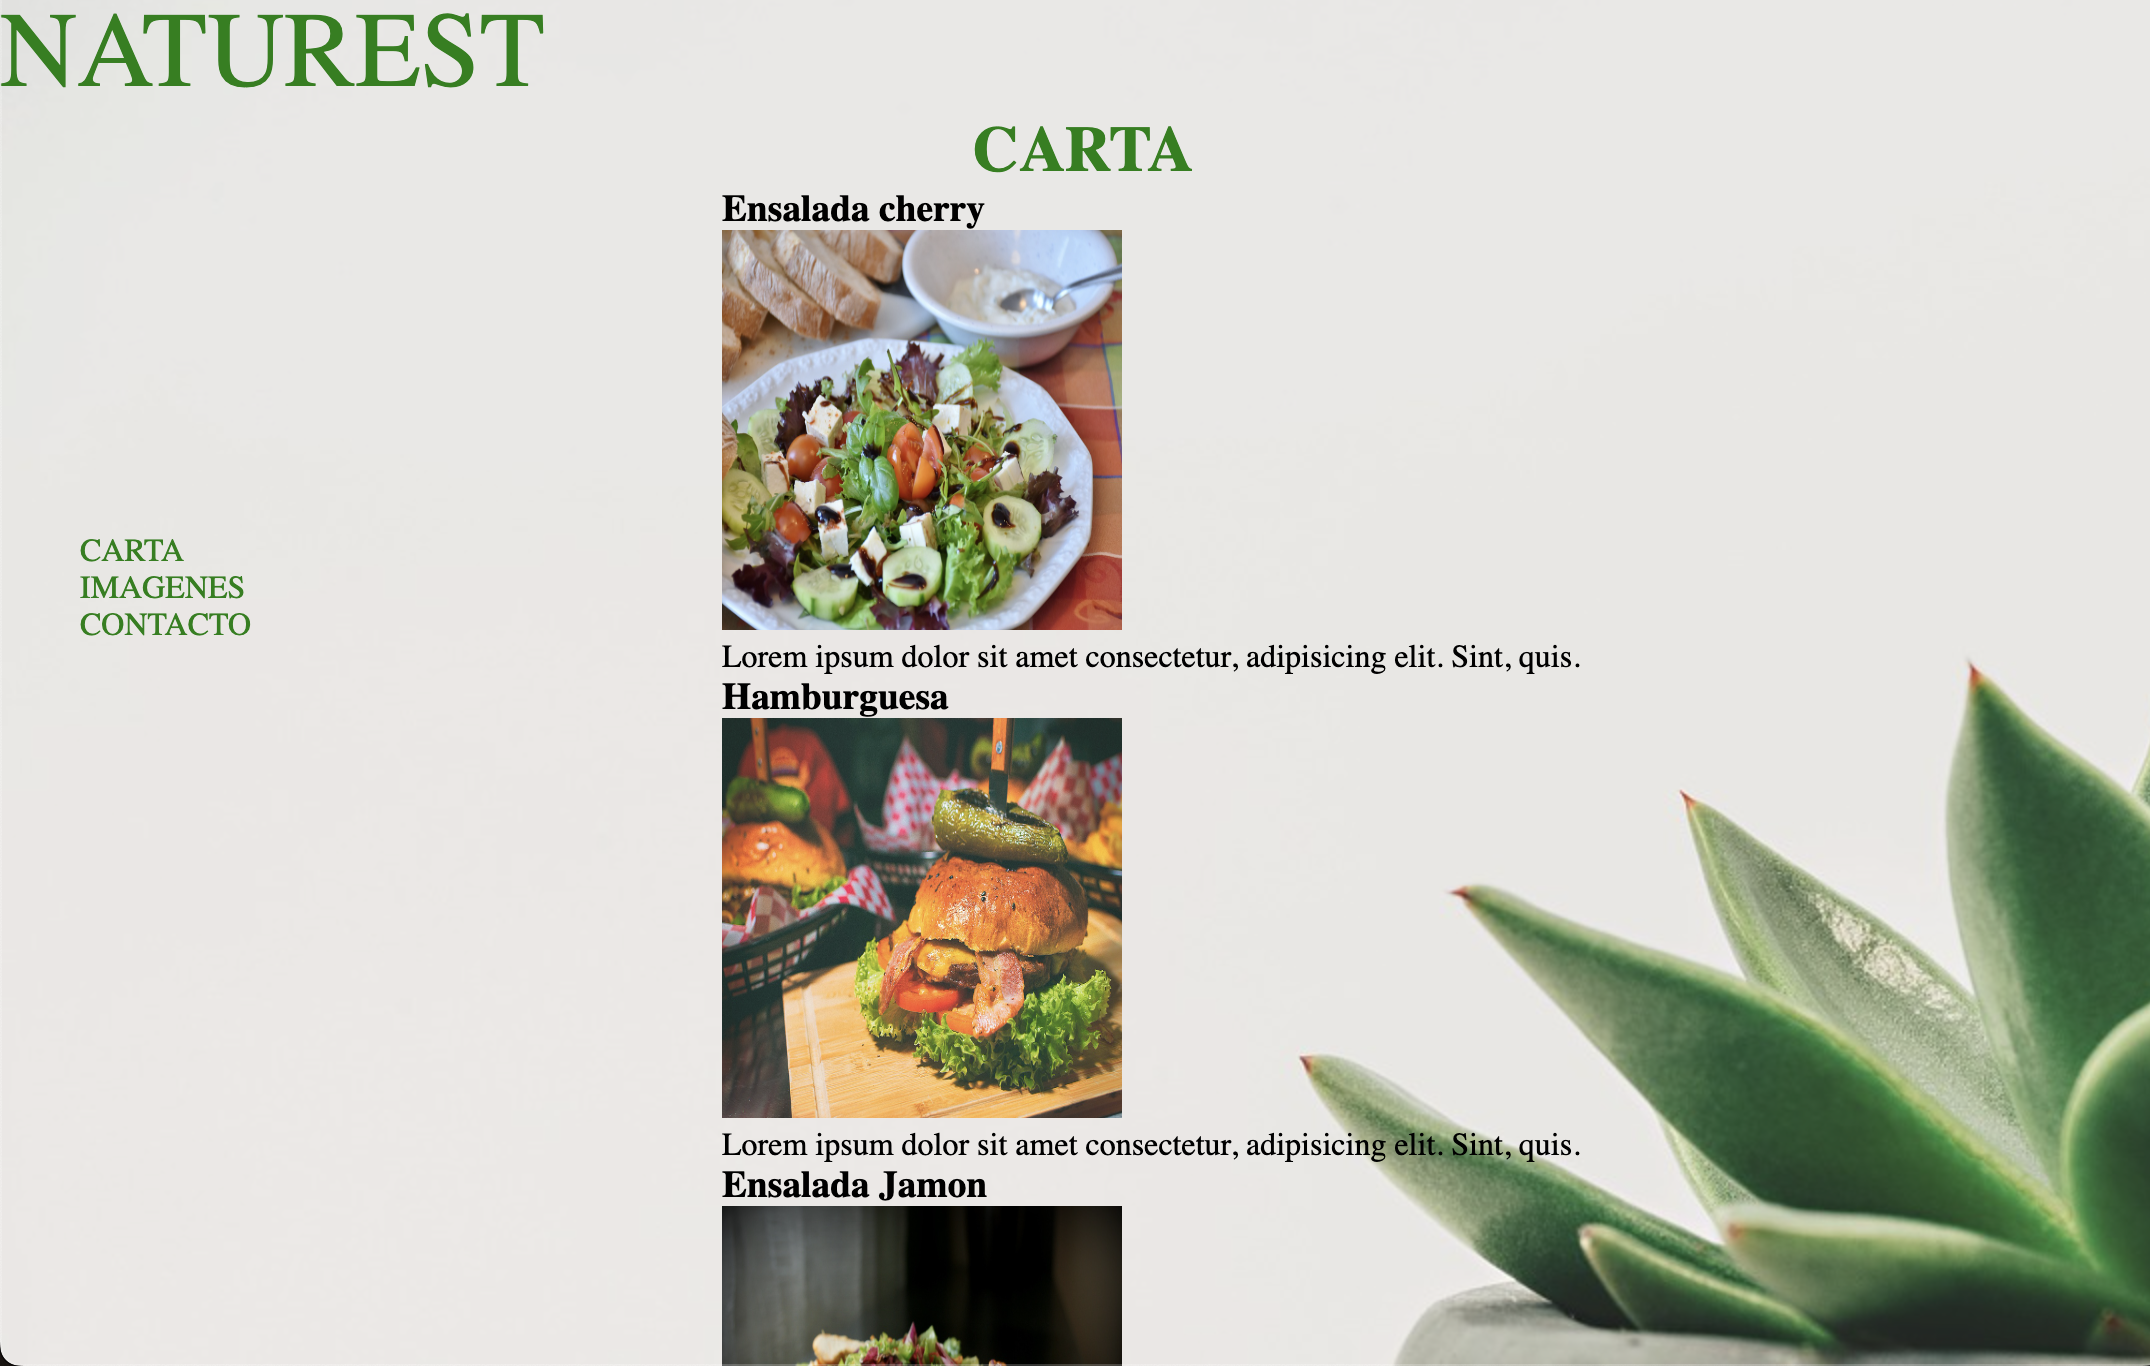 NATUREST
CARTA
IMAGENES
CONTACTO
CARTA
Ensalada cherry
Lorem ipsum dolor sit amet consectetur, adipisicing elit. Sint, quis.
Hamburguesa
Lorem ipsum dolor sit amet consectetur, adipisicing elit. Sint, quis.
Ensalada Jamon